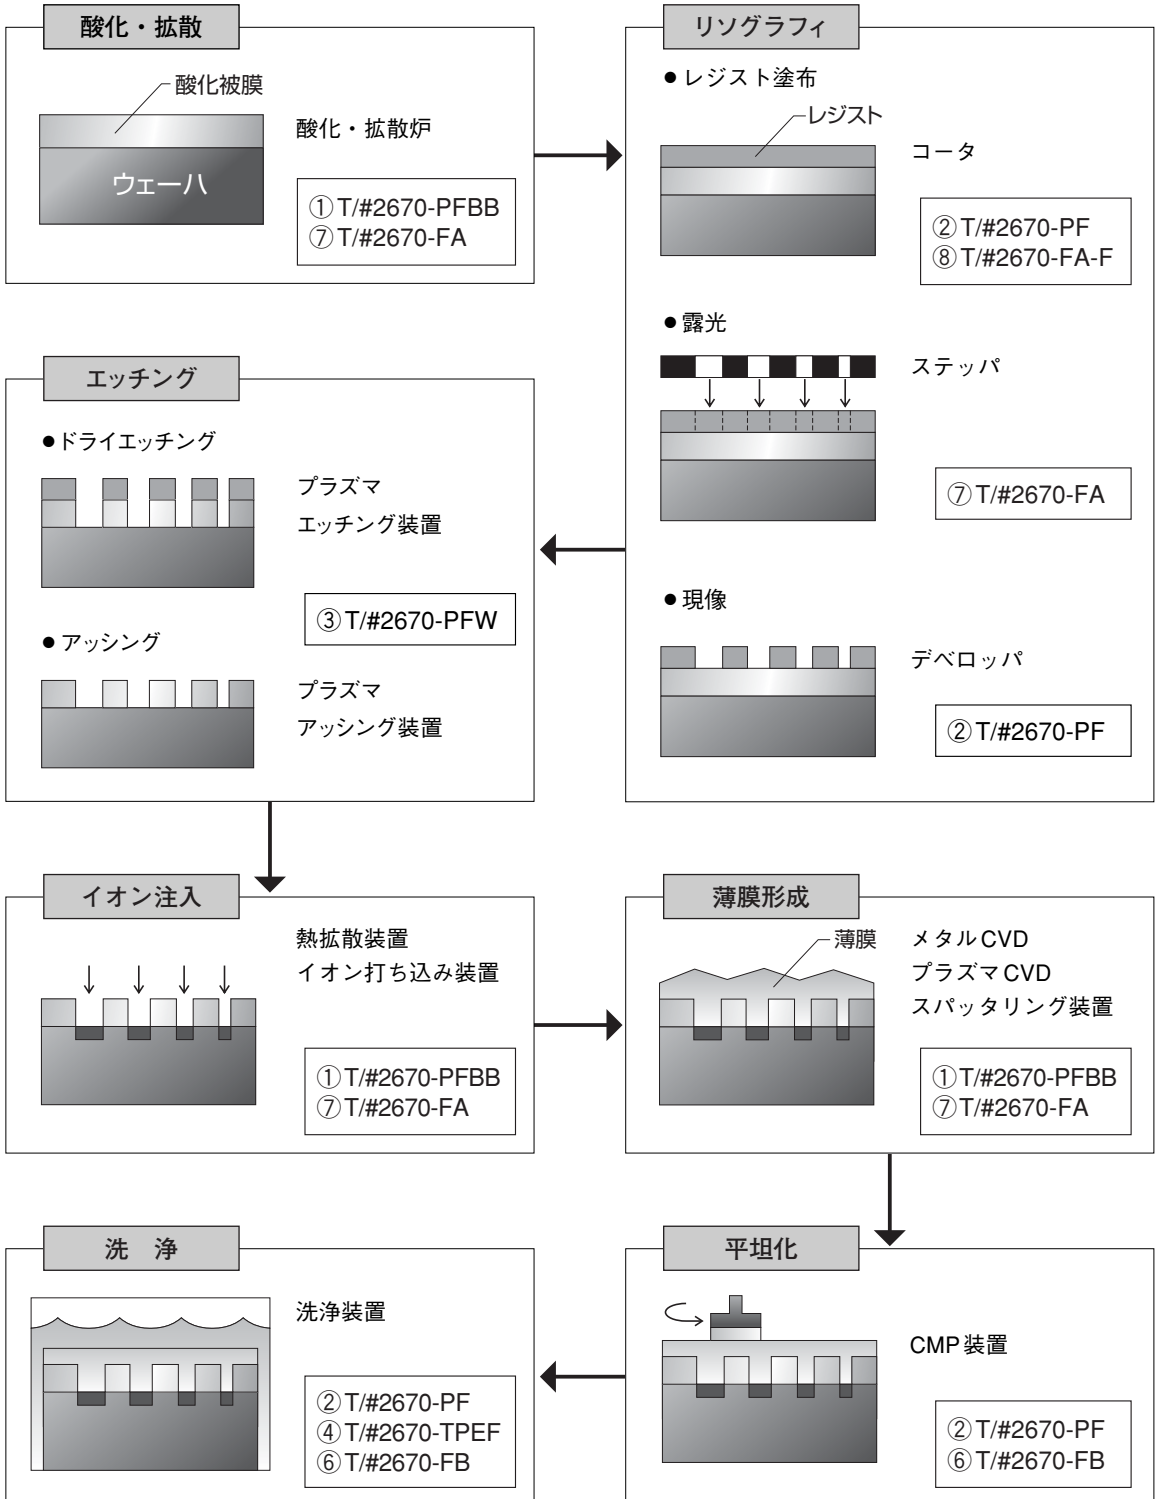 酸化・拡散
酸化被膜
ウェーハ
酸化・拡散炉
①T/#2670-PFBB
⑦T/#2670-FA
リソグラフィ
●レジスト塗布
レジスト
コータ
②T/#2670-PF
⑧T/#2670-FA-F
●露光
ステッパ
⑦T/#2670-FA
●現像
デベロッパ
②T/#2670-PF
エッチング
●ドライエッチング
プラズマ
エッチング装置
③T/#2670-PFW
●アッシング
プラズマ
アッシング装置
イオン注入
熱拡散装置
イオン打ち込み装置
①T/#2670-PFBB
⑦T/#2670-FA
薄膜形成
薄膜
メタルCVD
プラズマCVD
スパッタリング装置
①T/#2670-PFBB
⑦T/#2670-FA
平坦化
CMP装置
②T/#2670-PF
⑥T/#2670-FB
洗　浄
洗浄装置
②T/#2670-PF
④T/#2670-TPEF
⑥T/#2670-FB